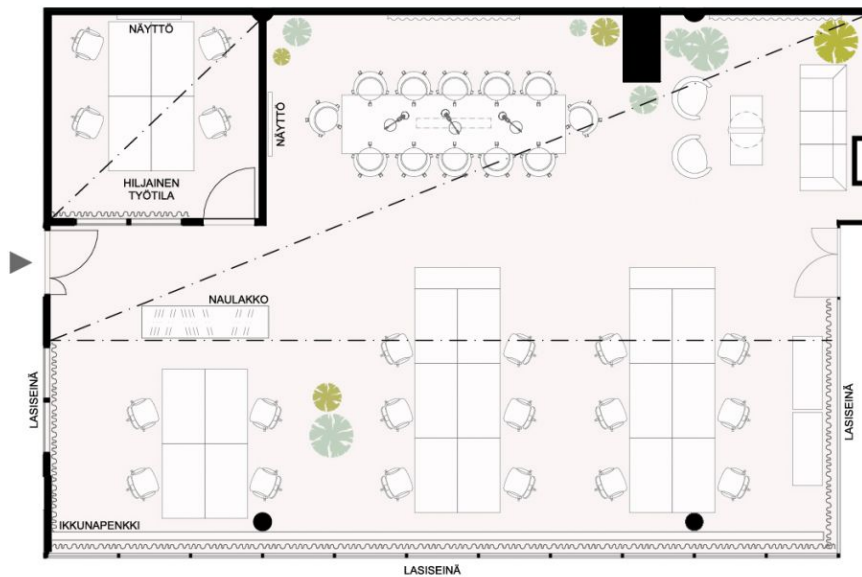 NÄYTTÖ
NÄYTTÖ
HILJAINEN
TYÖTILA
NAULAKKO
LASISEINÄ
LASISEINÄ
IKKUNAPENKKI
LASISEINÄ